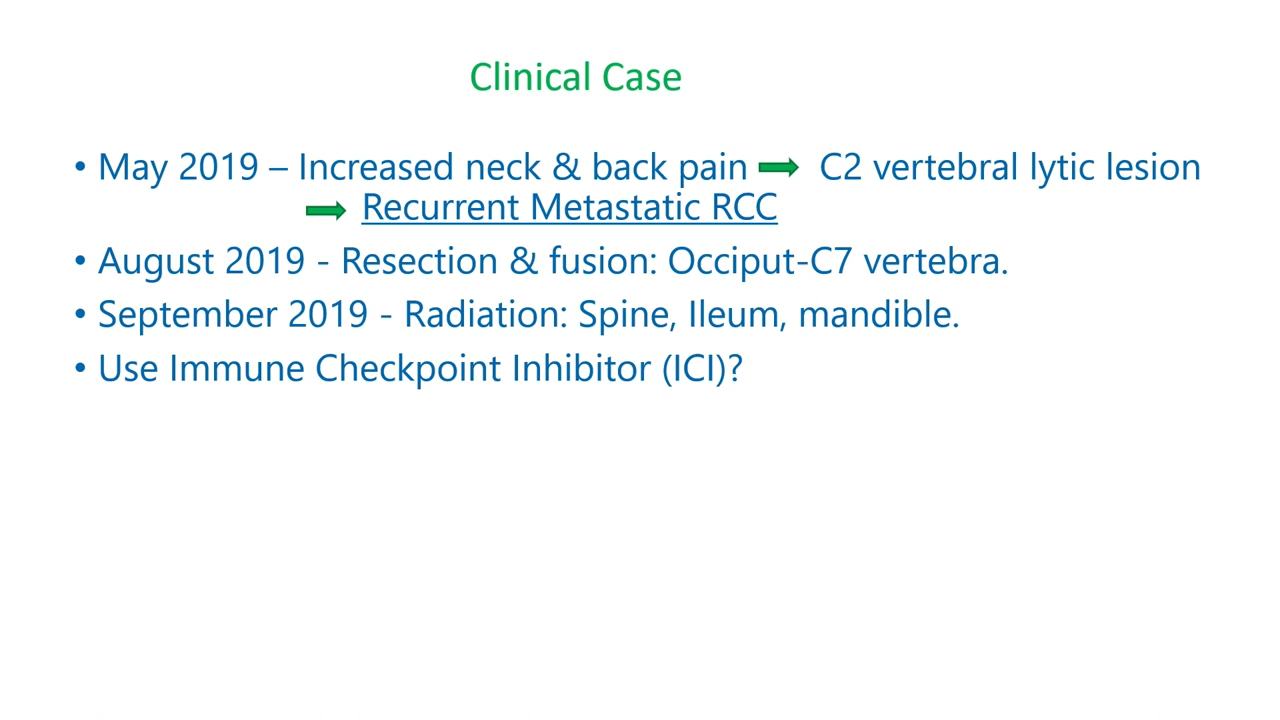 Clinical Case
• May 2019 – Increased neck & back pain C2 vertebral lytic lesion
Recurrent Metastatic RCC
• August 2019 - Resection & fusion: Occiput-C7 vertebra.
• September 2019 - Radiation: Spine, Ileum, mandible.
• Use Immune Checkpoint Inhibitor (ICI)?